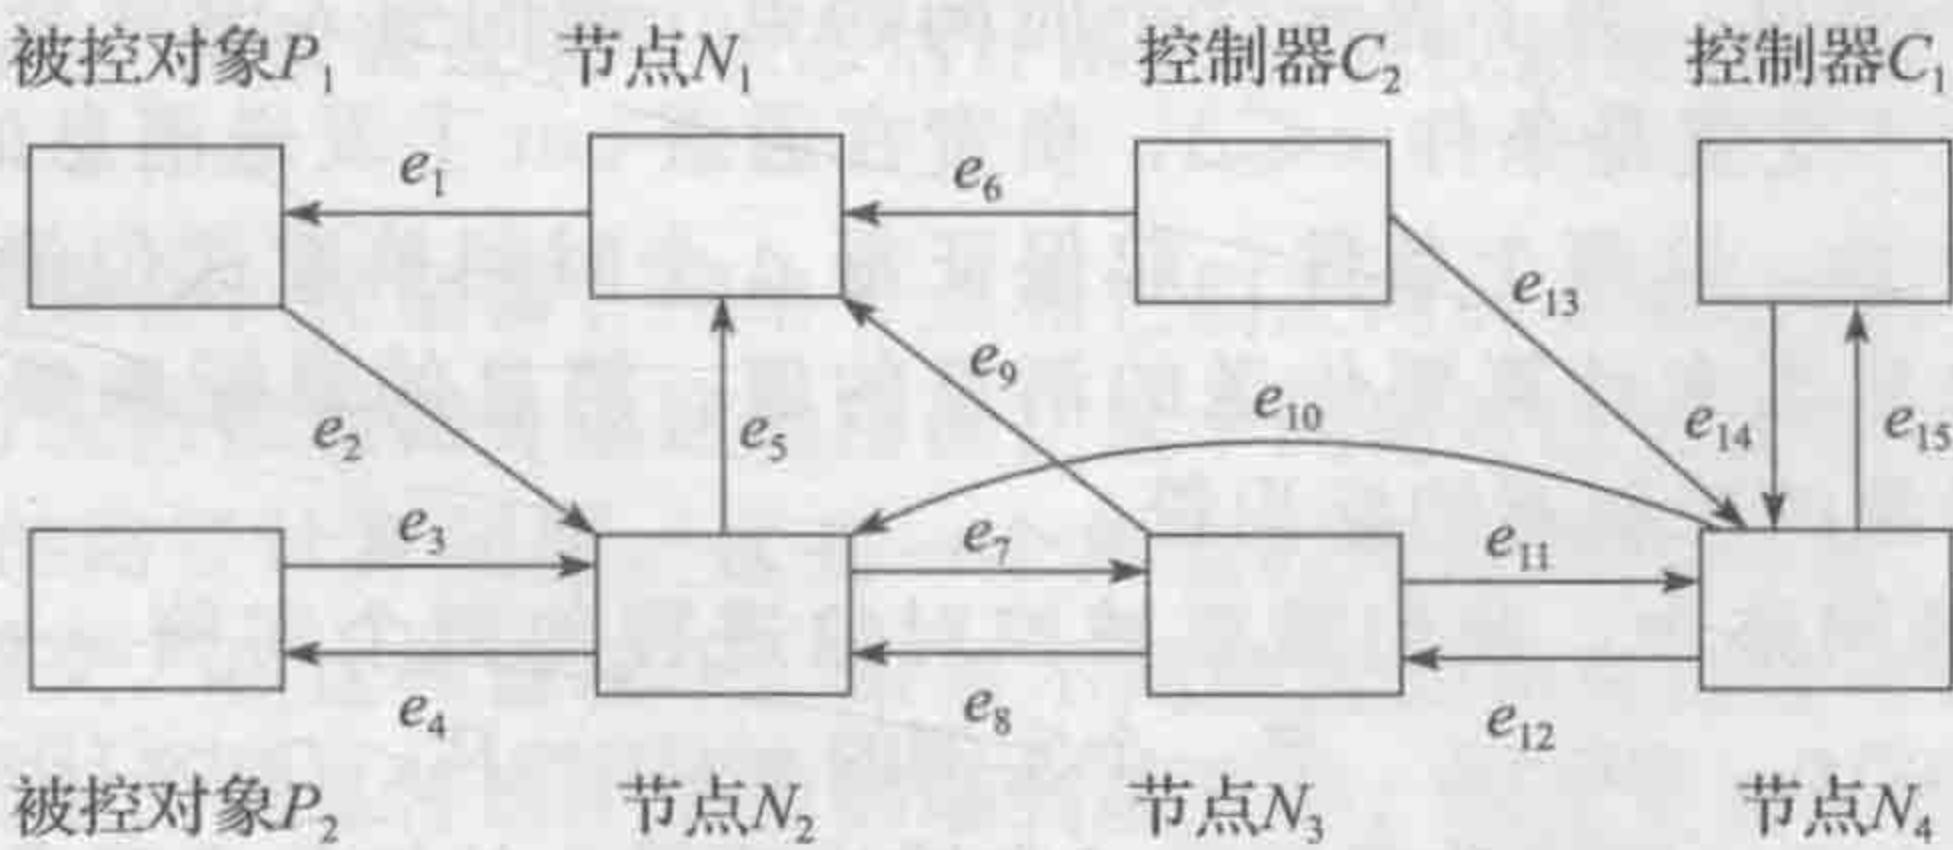 被控对象P₁ 节点N₁ 控制器C₂ 控制器C₁
e₁ e₆
e₁₃
e₉
e₁₀
e₂ e₅ e₁₄ e₁₅
e₃ e₇ e₁₁
e₄ e₈ e₁₂
被控对象P₂ 节点N₂ 节点N₃ 节点N₄